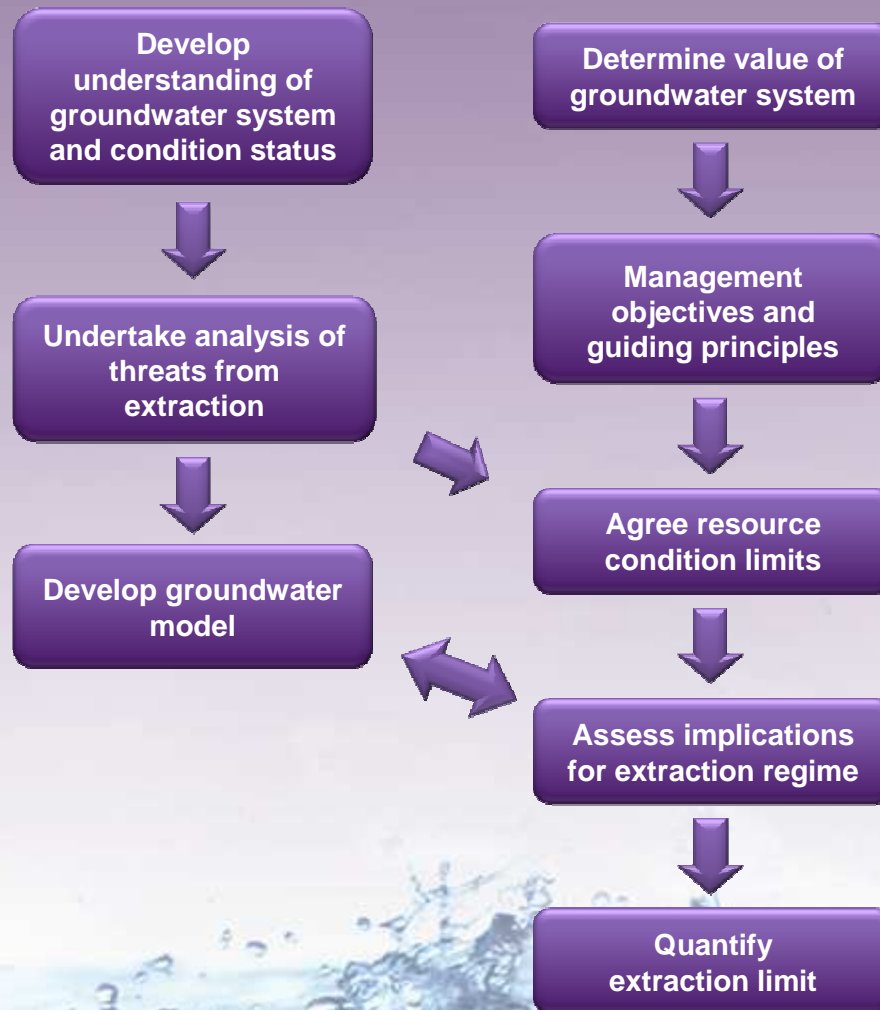 Develop
understanding of
groundwater system
and condition status
Undertake analysis of
threats from
extraction
Develop groundwater
model
Determine value of
groundwater system
Management
objectives and
guiding principles
Agree resource
condition limits
Assess implications
for extraction regime
Quantify
extraction limit